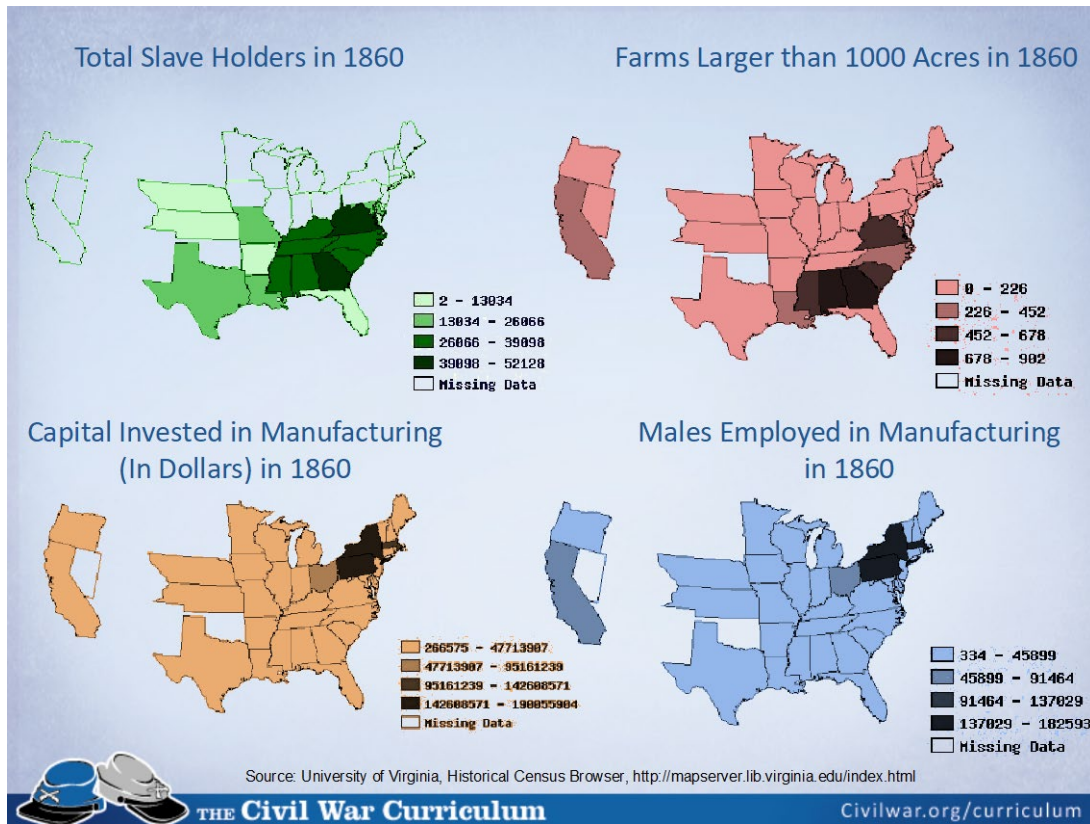 Total Slave Holders in 1860
Farms Larger than 1000 Acres in 1860
2 - 13034
13034 - 26066
26066 - 39098
39098 - 52128
Missing Data
0 - 226
226 - 452
452 - 678
678 - 902
Missing Data
Capital Invested in Manufacturing
(In Dollars) in 1860
Males Employed in Manufacturing
in 1860
266575 - 47713907
47713907 - 95161239
95161239 - 142608571
142608571 - 190055904
Missing Data
334 - 45899
45899 - 91464
91464 - 137029
137029 - 182593
Missing Data
Source: University of Virginia, Historical Census Browser, http://mapserver.lib.virginia.edu/index.html
THE Civil War Curriculum
Civilwar.org/curriculum